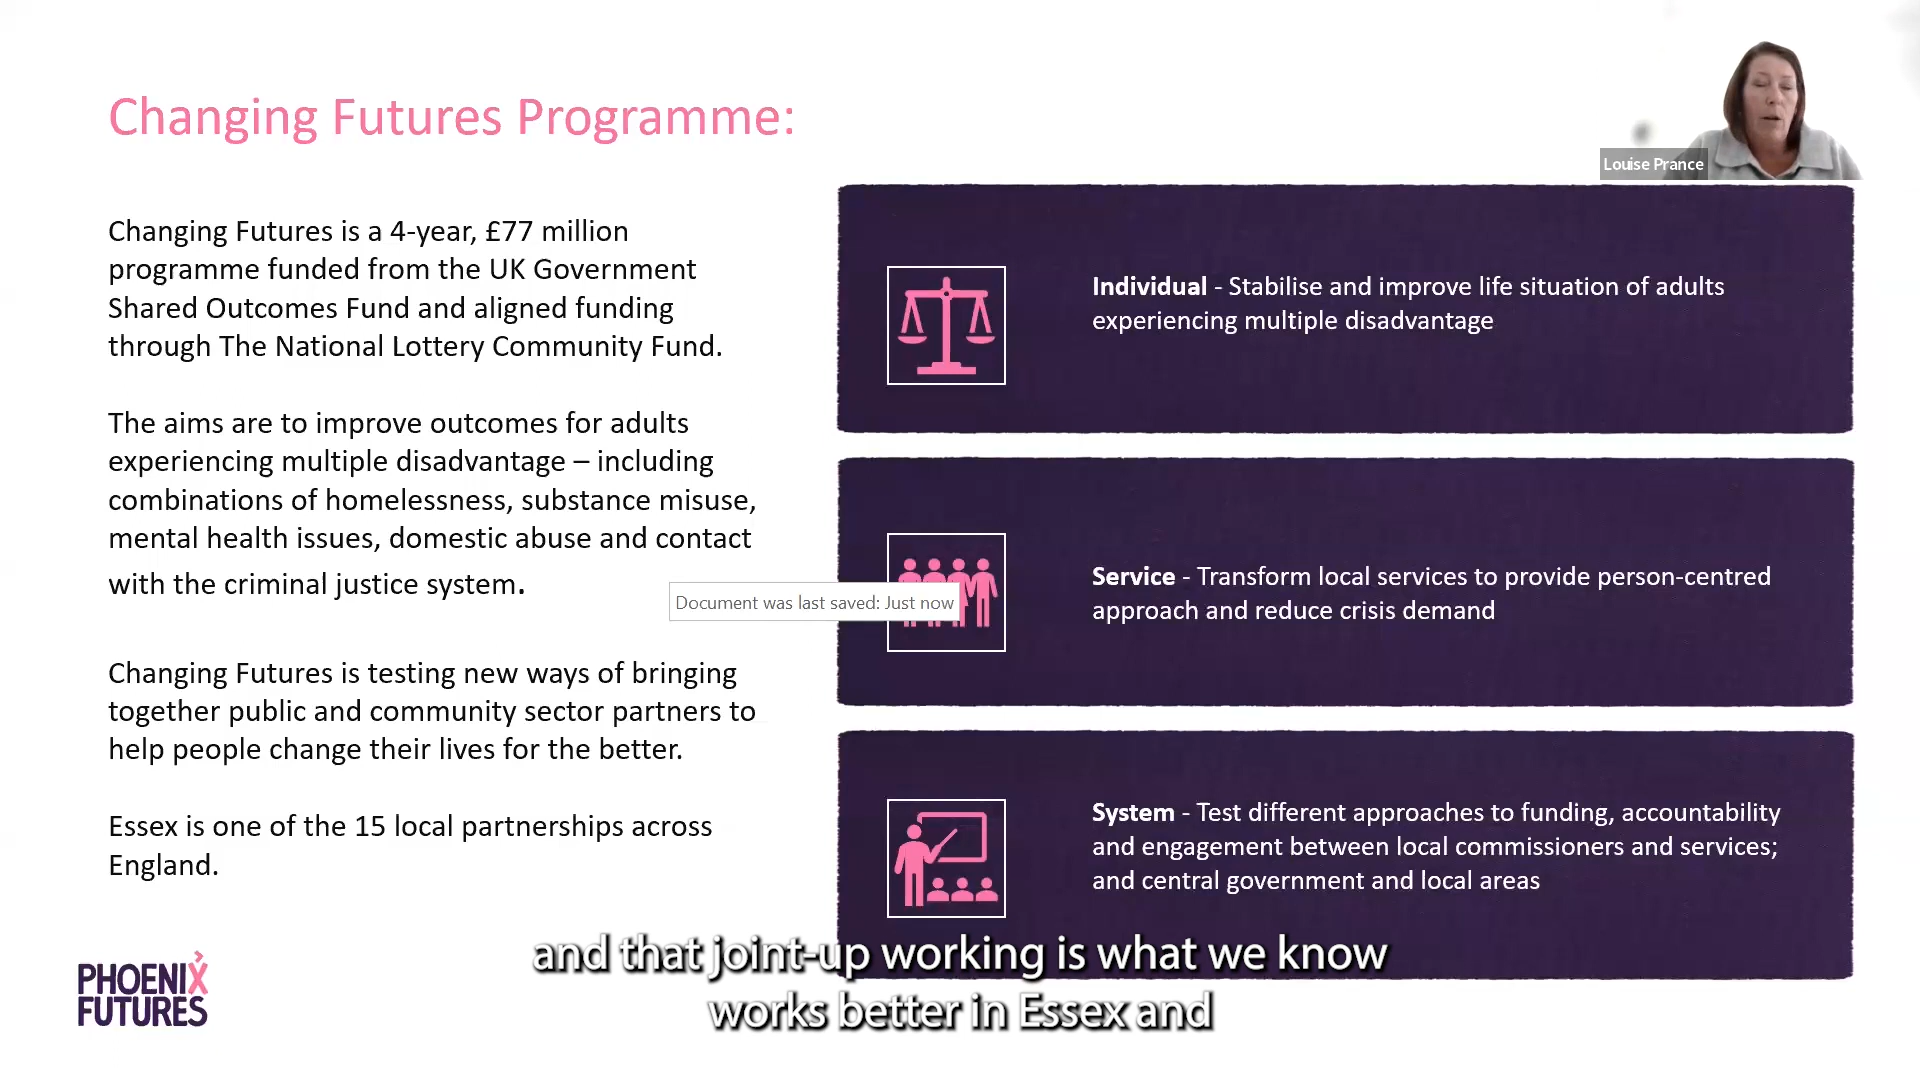 Changing Futures Programme:
Louise Prance
Changing Futures is a 4-year, £77 million
programme funded from the UK Government
Shared Outcomes Fund and aligned funding
through The National Lottery Community Fund.
The aims are to improve outcomes for adults
experiencing multiple disadvantage – including
combinations of homelessness, substance misuse,
mental health issues, domestic abuse and contact
with the criminal justice system.
Document was last saved: Just now
Changing Futures is testing new ways of bringing
together public and community sector partners to
help people change their lives for the better.
Essex is one of the 15 local partnerships across
England.
Individual - Stabilise and improve life situation of adults
experiencing multiple disadvantage
Service - Transform local services to provide person-centred
approach and reduce crisis demand
System - Test different approaches to funding, accountability
and engagement between local commissioners and services;
and central government and local areas
and that joint-up working is what we know
works better in Essex and
PHOENIX
FUTURES